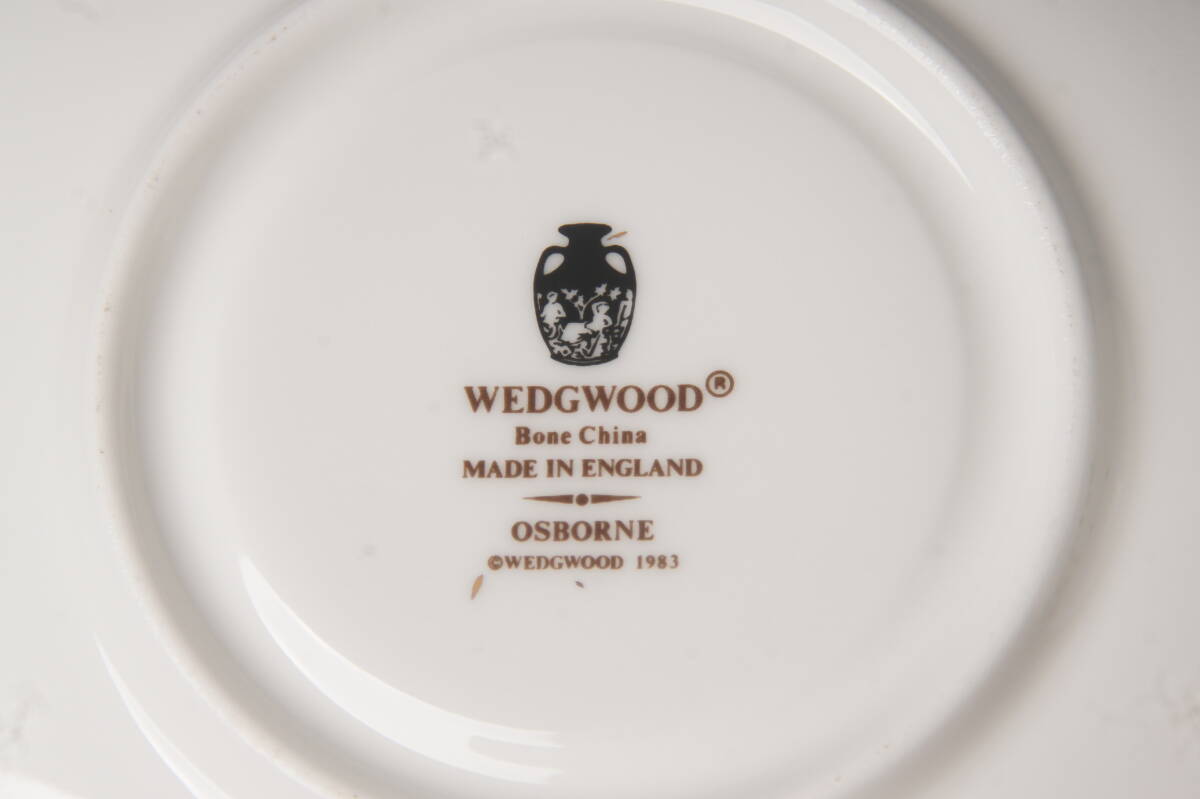 WEDGWOOD®
Bone China
MADE IN ENGLAND
OSBORNE
©WEDGWOOD 1983